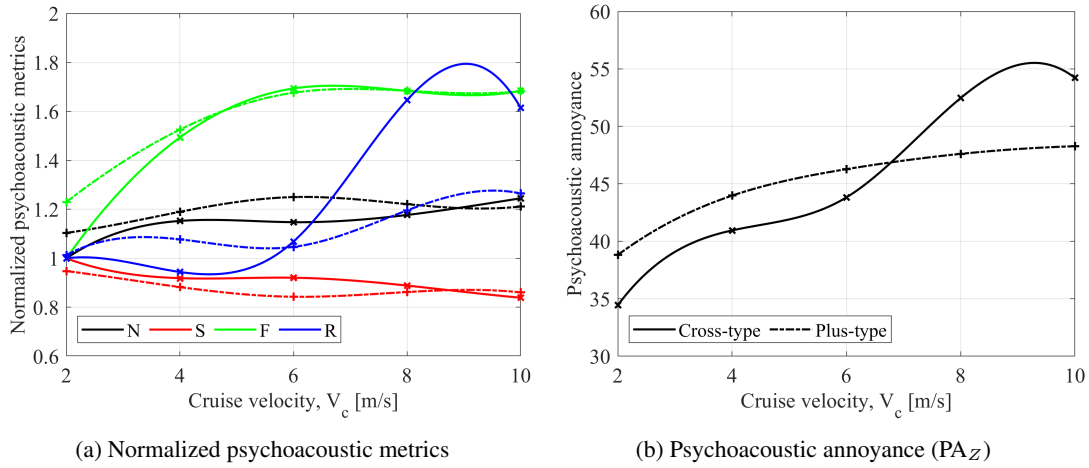 2
1.8
1.6
1.4
1.2
1
0.8
0.6
Normalized psychoacoustic metrics
N S F R
2 4 6 8 10
Cruise velocity, V_c [m/s]
(a) Normalized psychoacoustic metrics
60
55
50
45
40
35
30
Psychoacoustic annoyance
Cross-type Plus-type
2 4 6 8 10
Cruise velocity, V_c [m/s]
(b) Psychoacoustic annoyance (PA_Z)